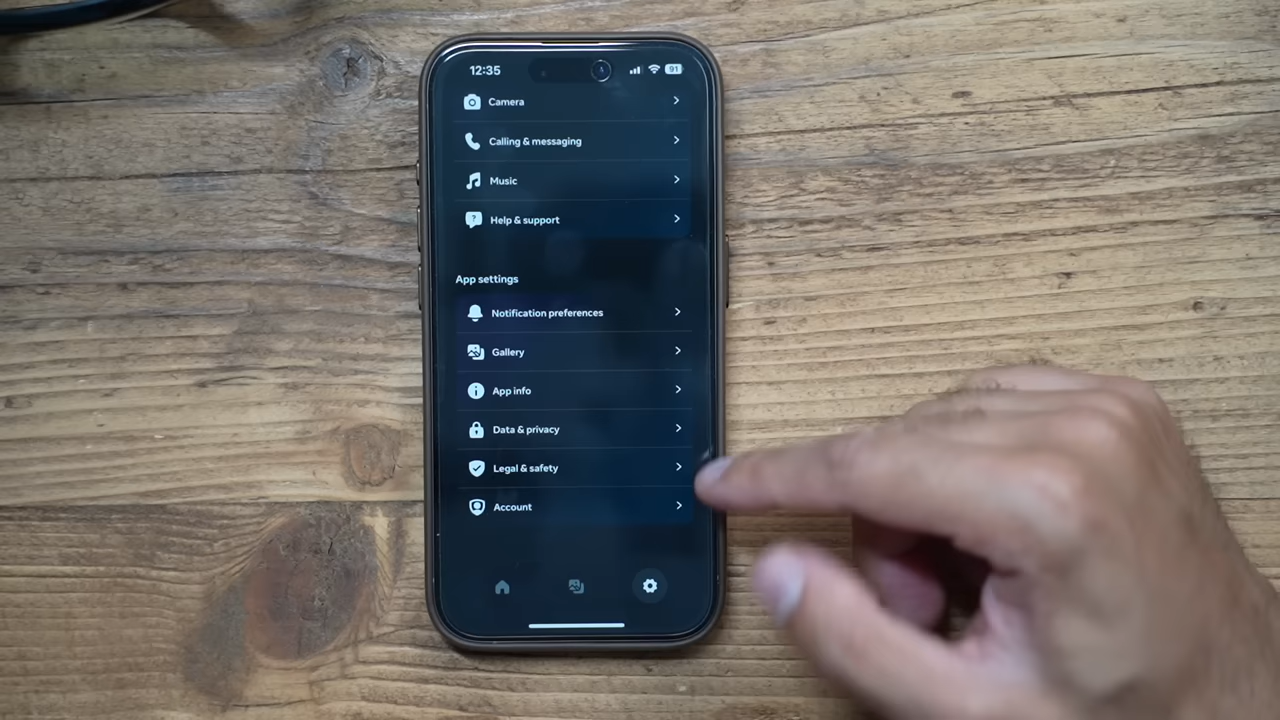 12:35
91
Camera
Calling & messaging
Music
Help & support
App settings
Notification preferences
Gallery
App info
Data & privacy
Legal & safety
Account